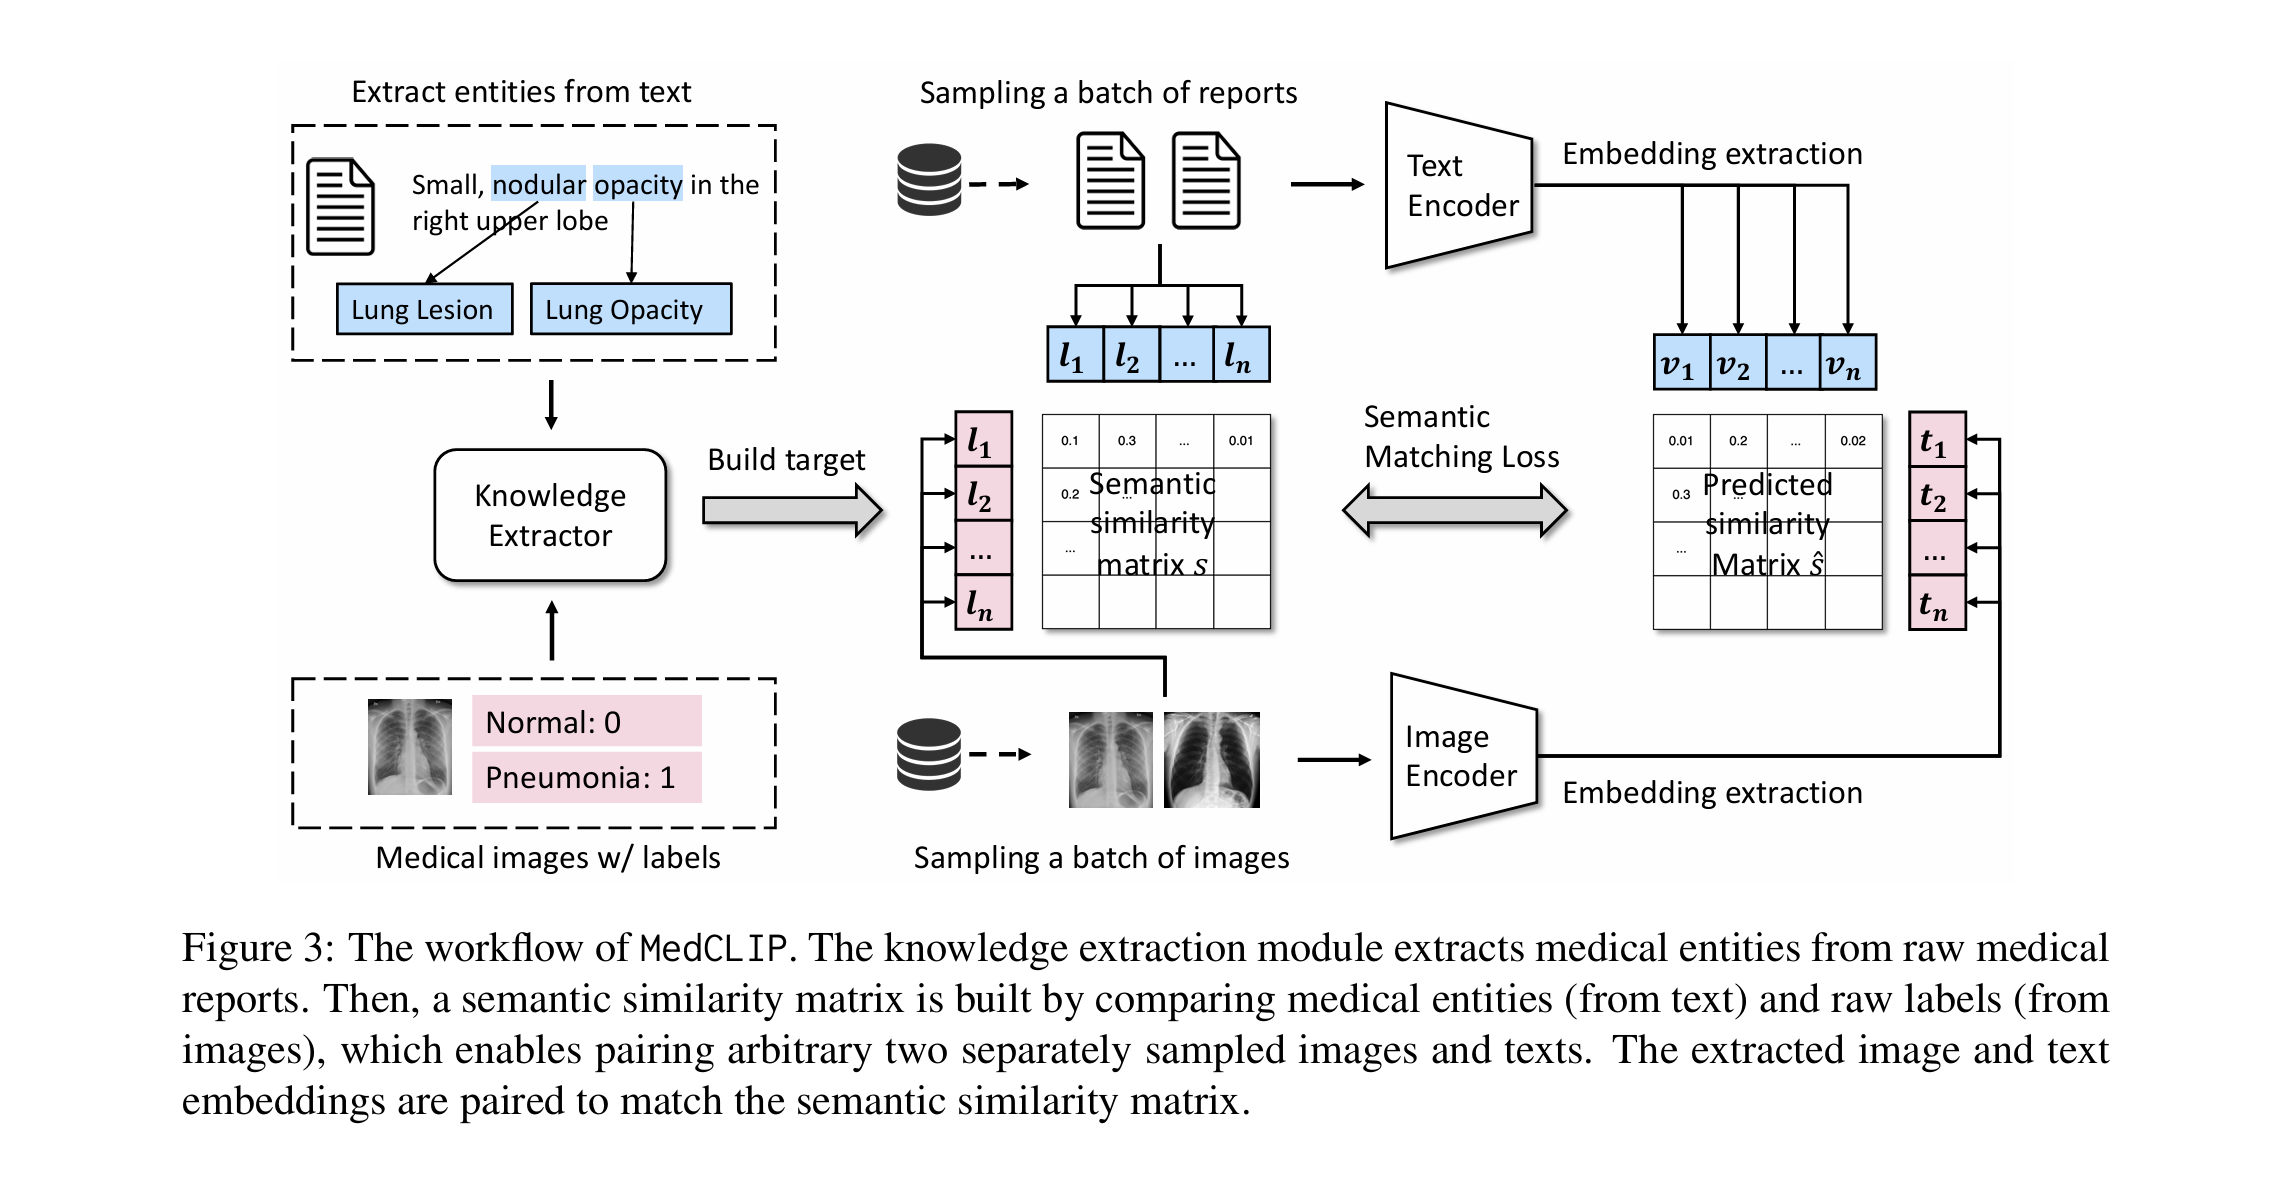 Extract entities from text
Small, nodular opacity in the
right upper lobe
Lung Lesion
Lung Opacity
Knowledge
Extractor
Normal: 0
Pneumonia: 1
Medical images w/ labels
Build target
Sampling a batch of reports
l1 l2 ... ln
l1
l2
...
ln
0.1 0.3 ... 0.01
0.2 ...
...
Semantic
similarity
matrix s
Sampling a batch of images
Text
Encoder
Embedding extraction
v1 v2 ... vn
Semantic
Matching Loss
0.01 0.2 ... 0.02
0.3 ...
...
Predicted
similarity
Matrix ŝ
t1
t2
...
tn
Image
Encoder
Embedding extraction
Figure 3: The workflow of MedCLIP. The knowledge extraction module extracts medical entities from raw medical
reports. Then, a semantic similarity matrix is built by comparing medical entities (from text) and raw labels (from
images), which enables pairing arbitrary two separately sampled images and texts. The extracted image and text
embeddings are paired to match the semantic similarity matrix.